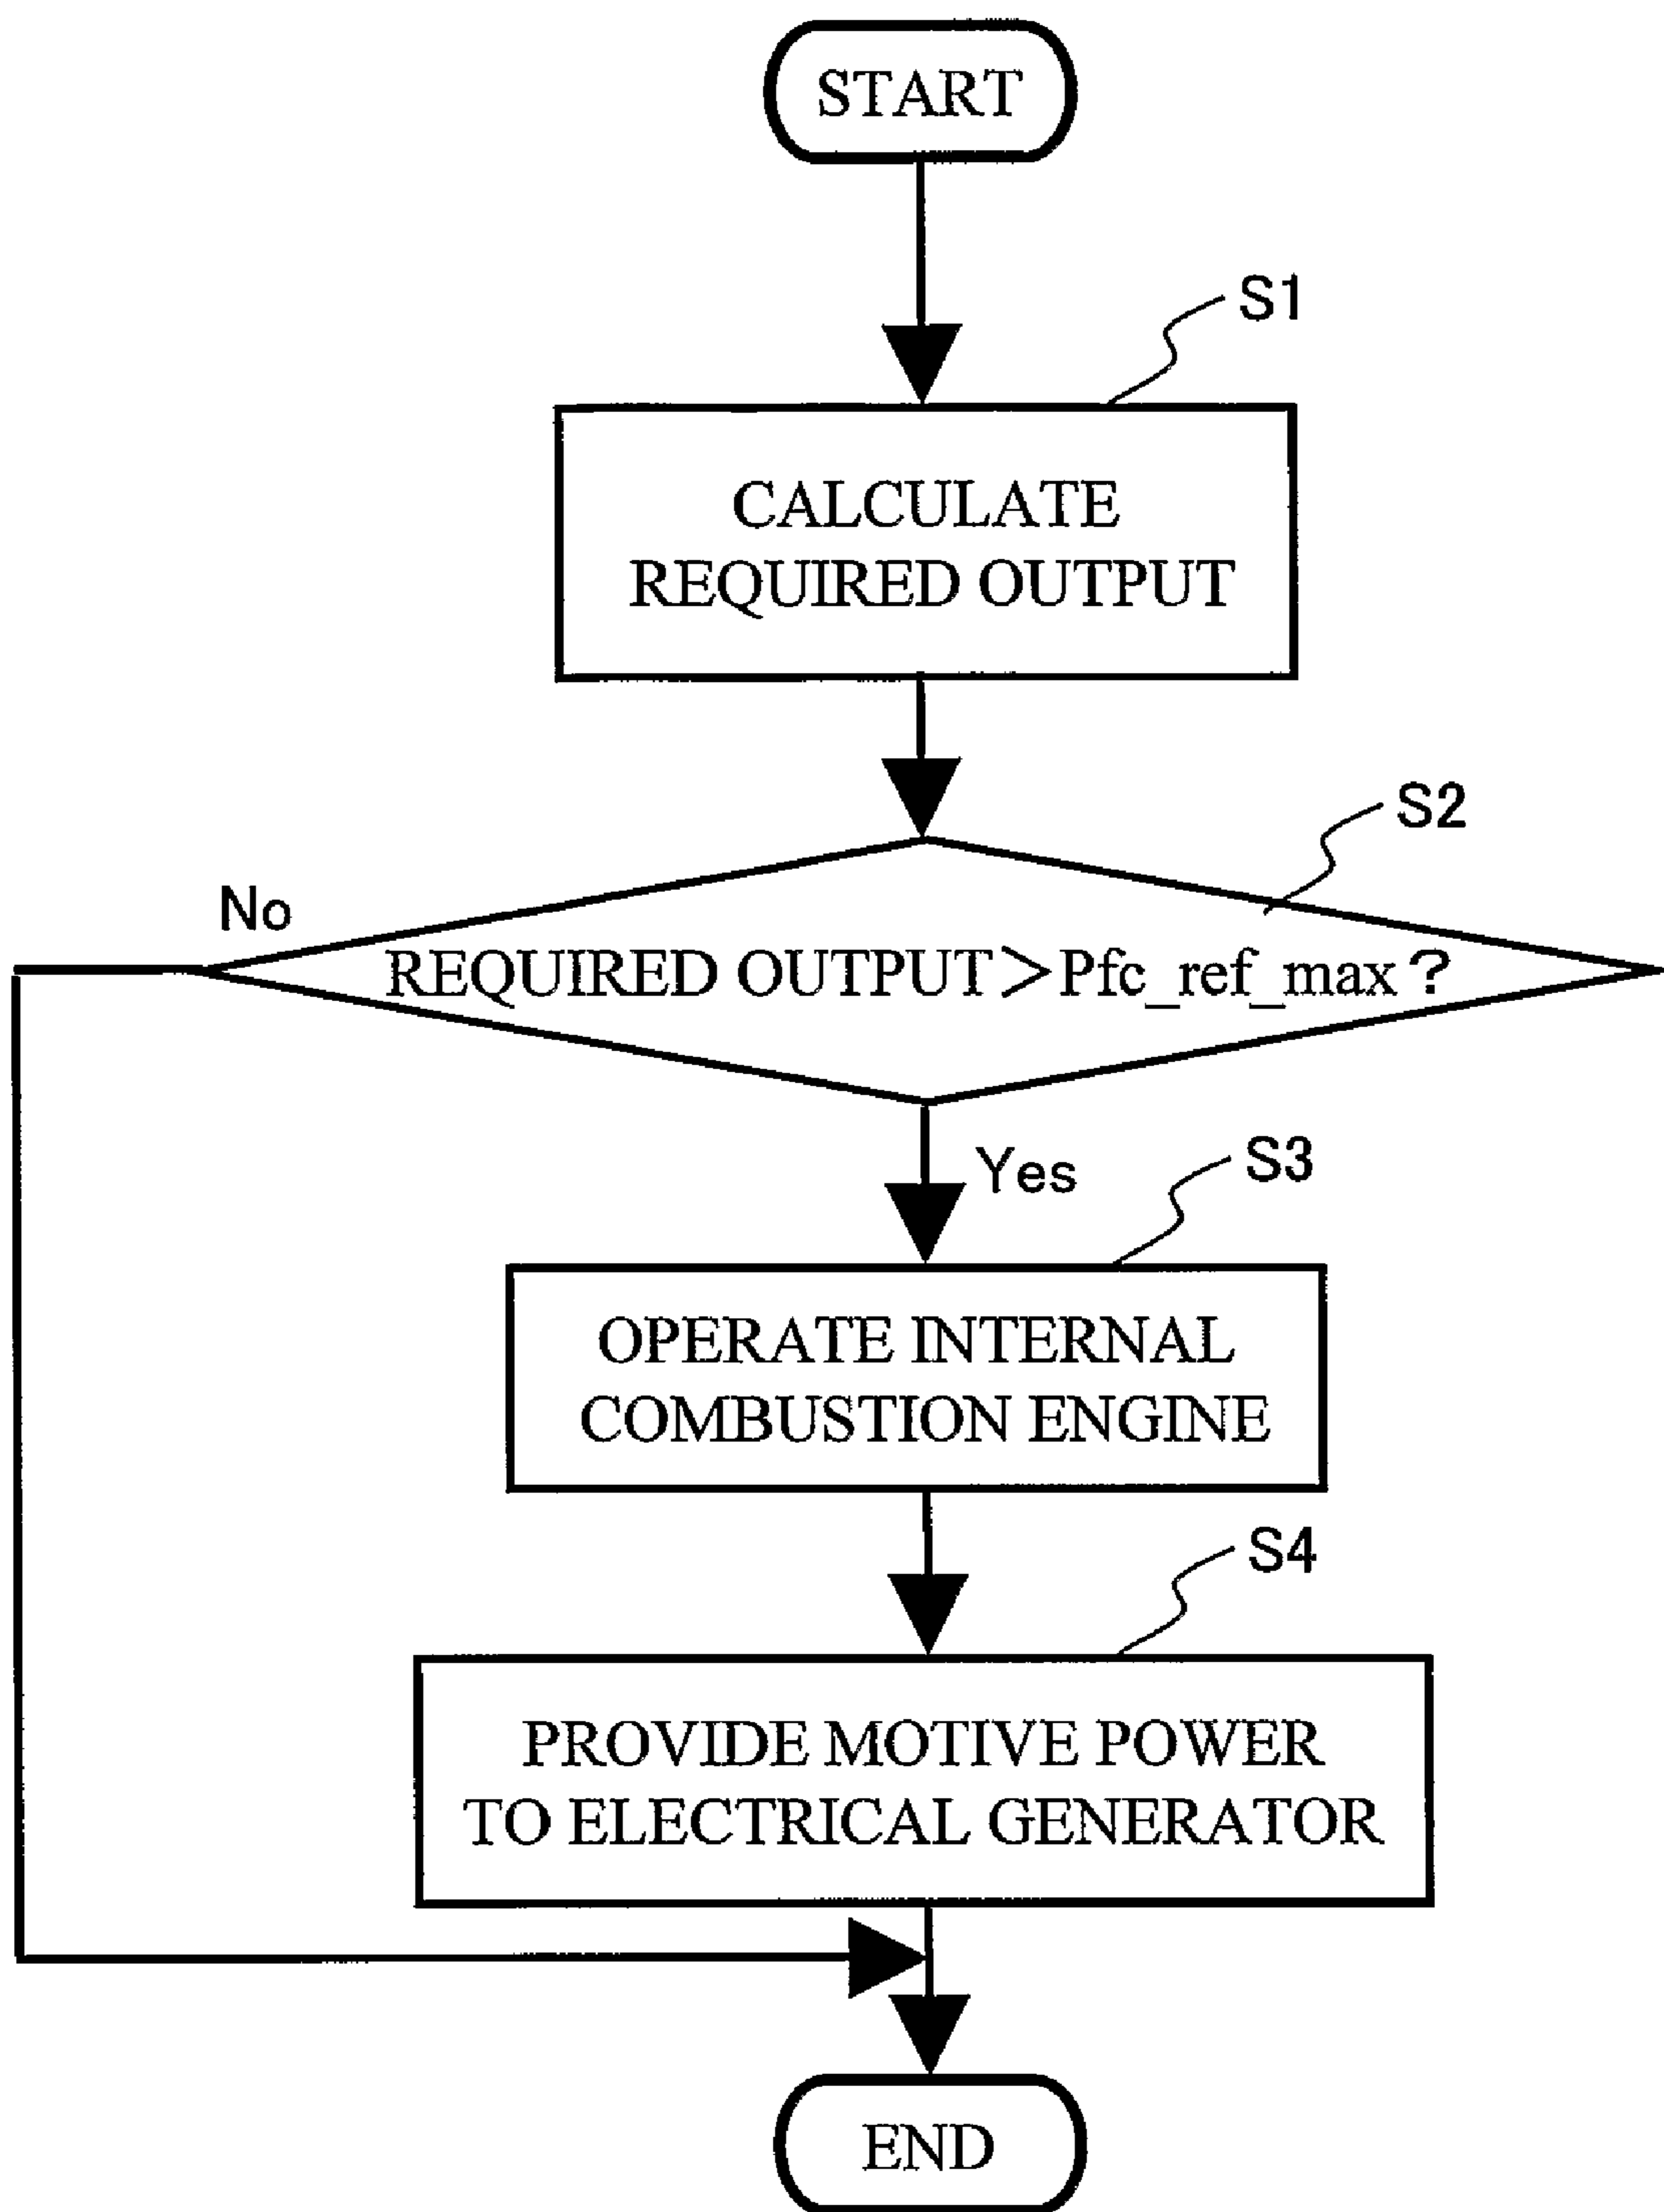 START
S1
CALCULATE
REQUIRED OUTPUT
S2
No
REQUIRED OUTPUT＞Pfc_ref_max？
Yes
S3
OPERATE INTERNAL
COMBUSTION ENGINE
S4
PROVIDE MOTIVE POWER
TO ELECTRICAL GENERATOR
END